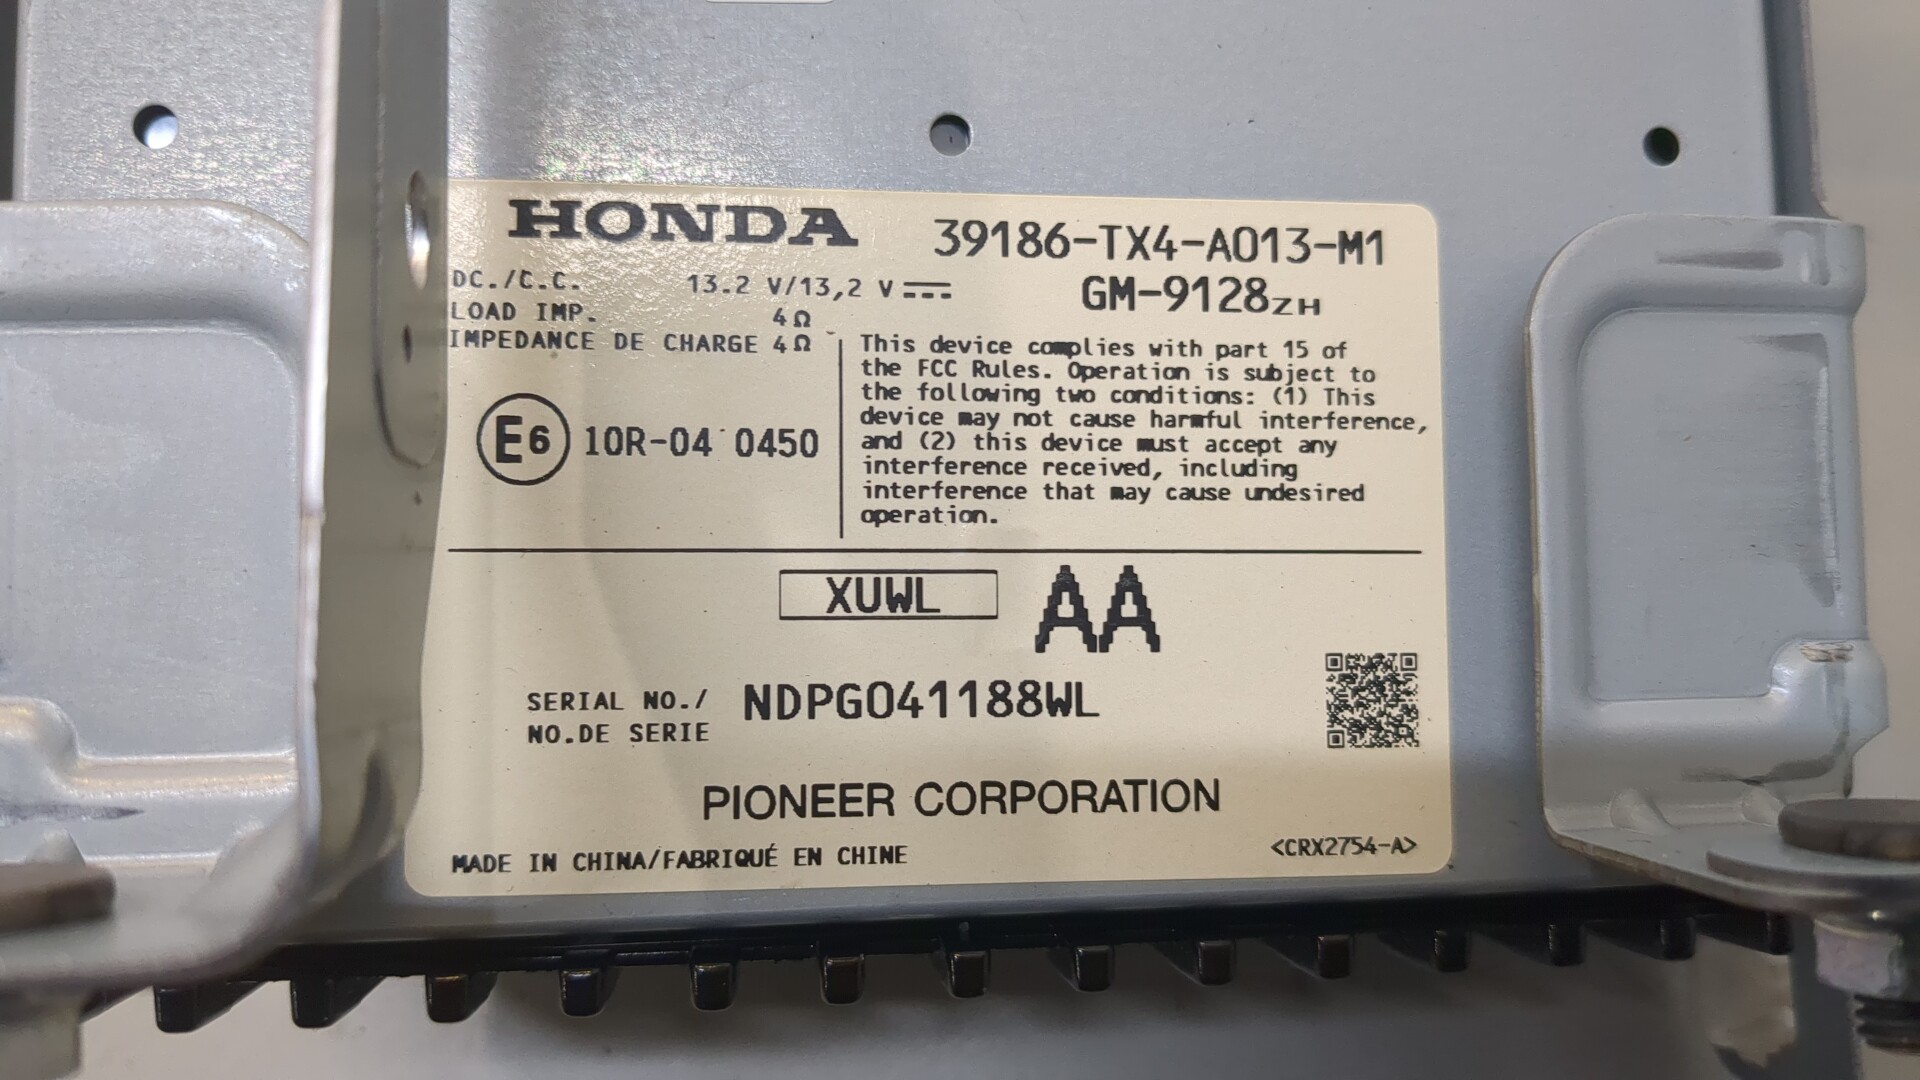 HONDA 39186-TX4-A013-M1
DC./C.C. 13.2 V/13,2 V GM-9128ZH
LOAD IMP. 4Ω
IMPEDANCE DE CHARGE 4Ω
This device complies with part 15 of
the FCC Rules. Operation is subject to
the following two conditions: (1) This
device may not cause harmful interference,
and (2) this device must accept any
interference received, including
interference that may cause undesired
operation.
E6 10R-04 0450
XUWL AA
SERIAL NO./ NDPG041188WL
NO.DE SERIE
PIONEER CORPORATION
MADE IN CHINA/FABRIQUÉ EN CHINE <CRX2754-A>